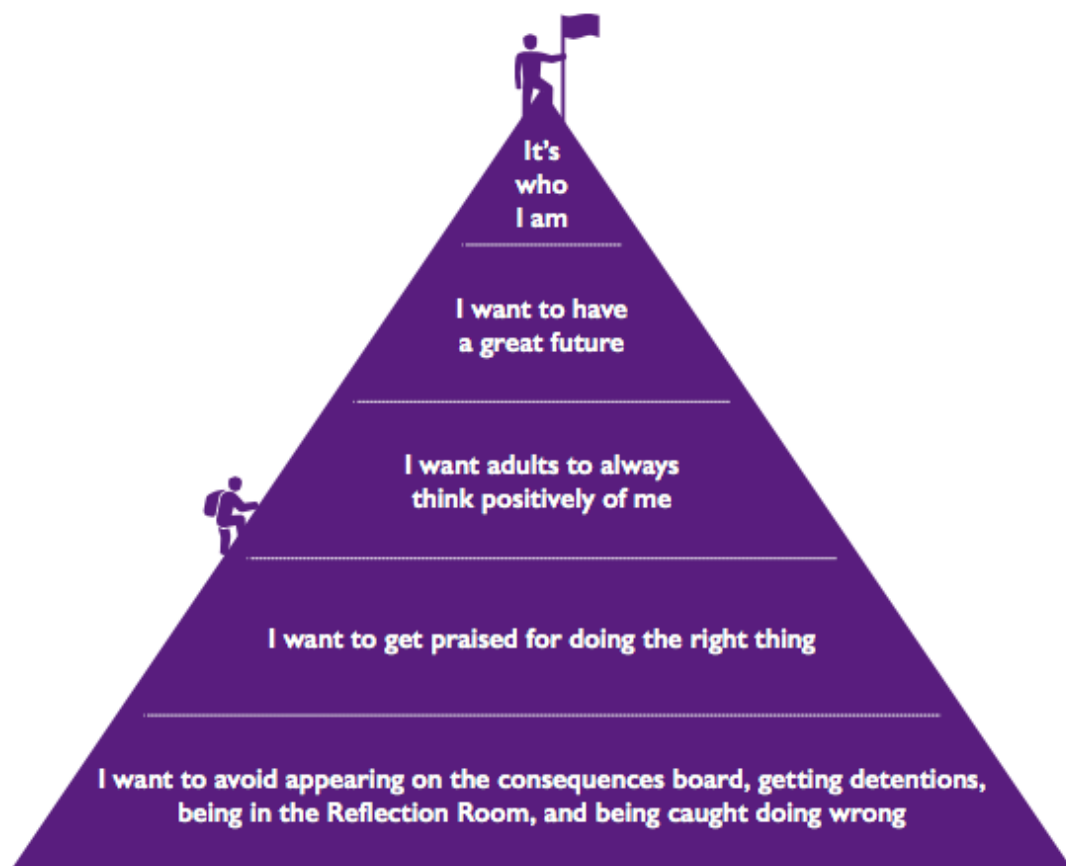 It's
who
I am
I want to have
a great future
I want adults to always
think positively of me
I want to get praised for doing the right thing
I want to avoid appearing on the consequences board, getting detentions,
being in the Reflection Room, and being caught doing wrong